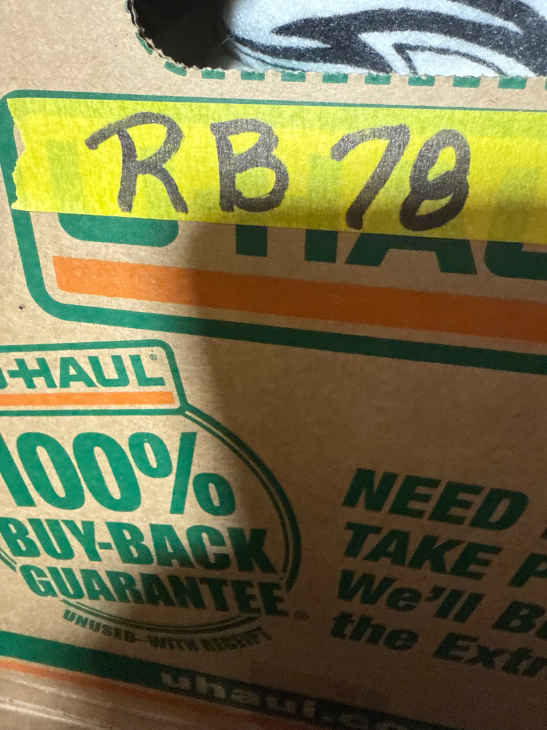 RB 78
U-HAUL®
100%
BUY-BACK
GUARANTEE®
UNUSED—WITH RECEIPT
NEED
TAKE
We'll
the